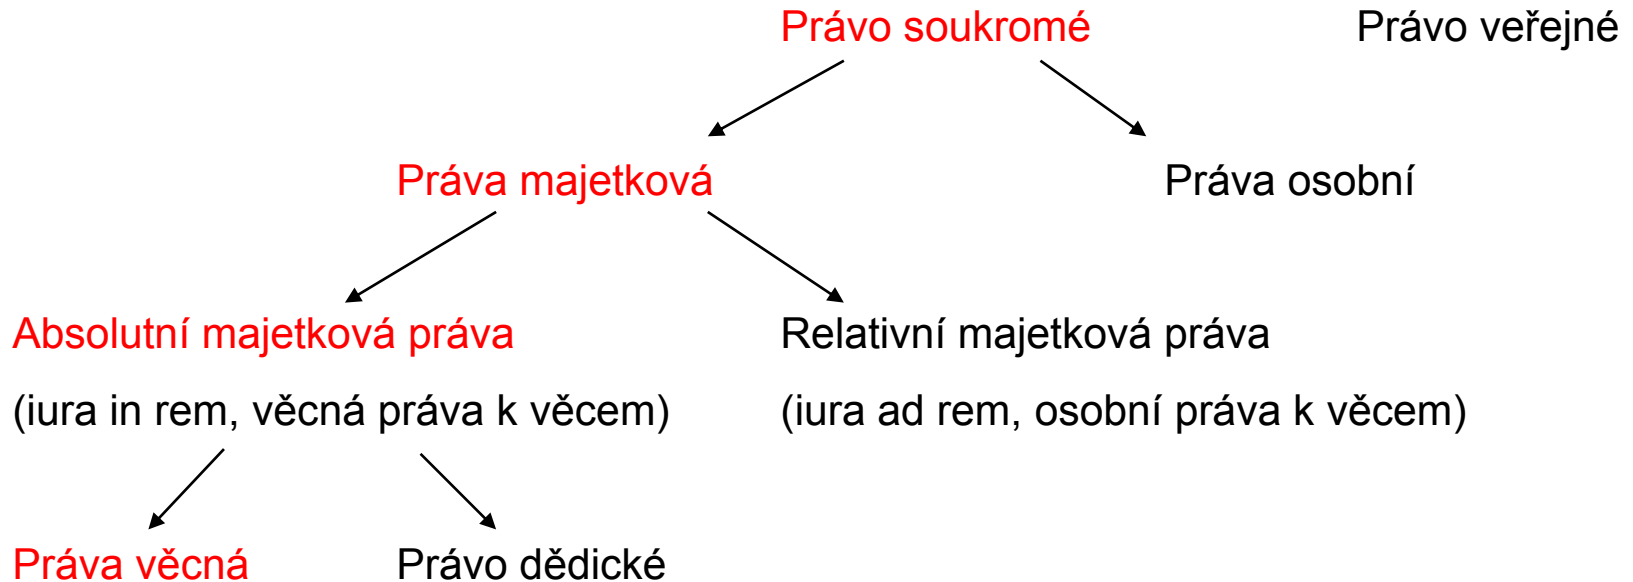 Právo soukromé
Právo veřejné
Práva majetková
Práva osobní
Absolutní majetková práva
Relativní majetková práva
(iura in rem, věcná práva k věcem)
(iura ad rem, osobní práva k věcem)
Práva věcná
Právo dědické